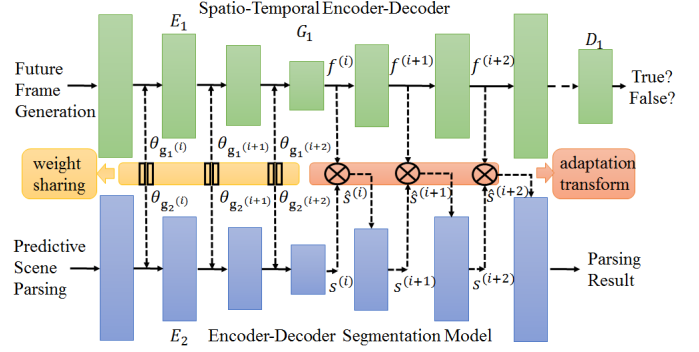 Spatio-Temporal Encoder-Decoder
E₁
G₁
D₁
Future
Frame
Generation
f⁽ⁱ⁾
f⁽ⁱ⁺¹⁾
f⁽ⁱ⁺²⁾
True?
False?
θg₁⁽ⁱ⁾
θg₁⁽ⁱ⁺¹⁾
θg₁⁽ⁱ⁺²⁾
weight
sharing
adaptation
transform
θg₂⁽ⁱ⁾
θg₂⁽ⁱ⁺¹⁾
θg₂⁽ⁱ⁺²⁾
ŝ⁽ⁱ⁾
ŝ⁽ⁱ⁺¹⁾
ŝ⁽ⁱ⁺²⁾
Predictive
Scene
Parsing
s⁽ⁱ⁾
s⁽ⁱ⁺¹⁾
s⁽ⁱ⁺²⁾
Parsing
Result
E₂
Encoder-Decoder Segmentation Model